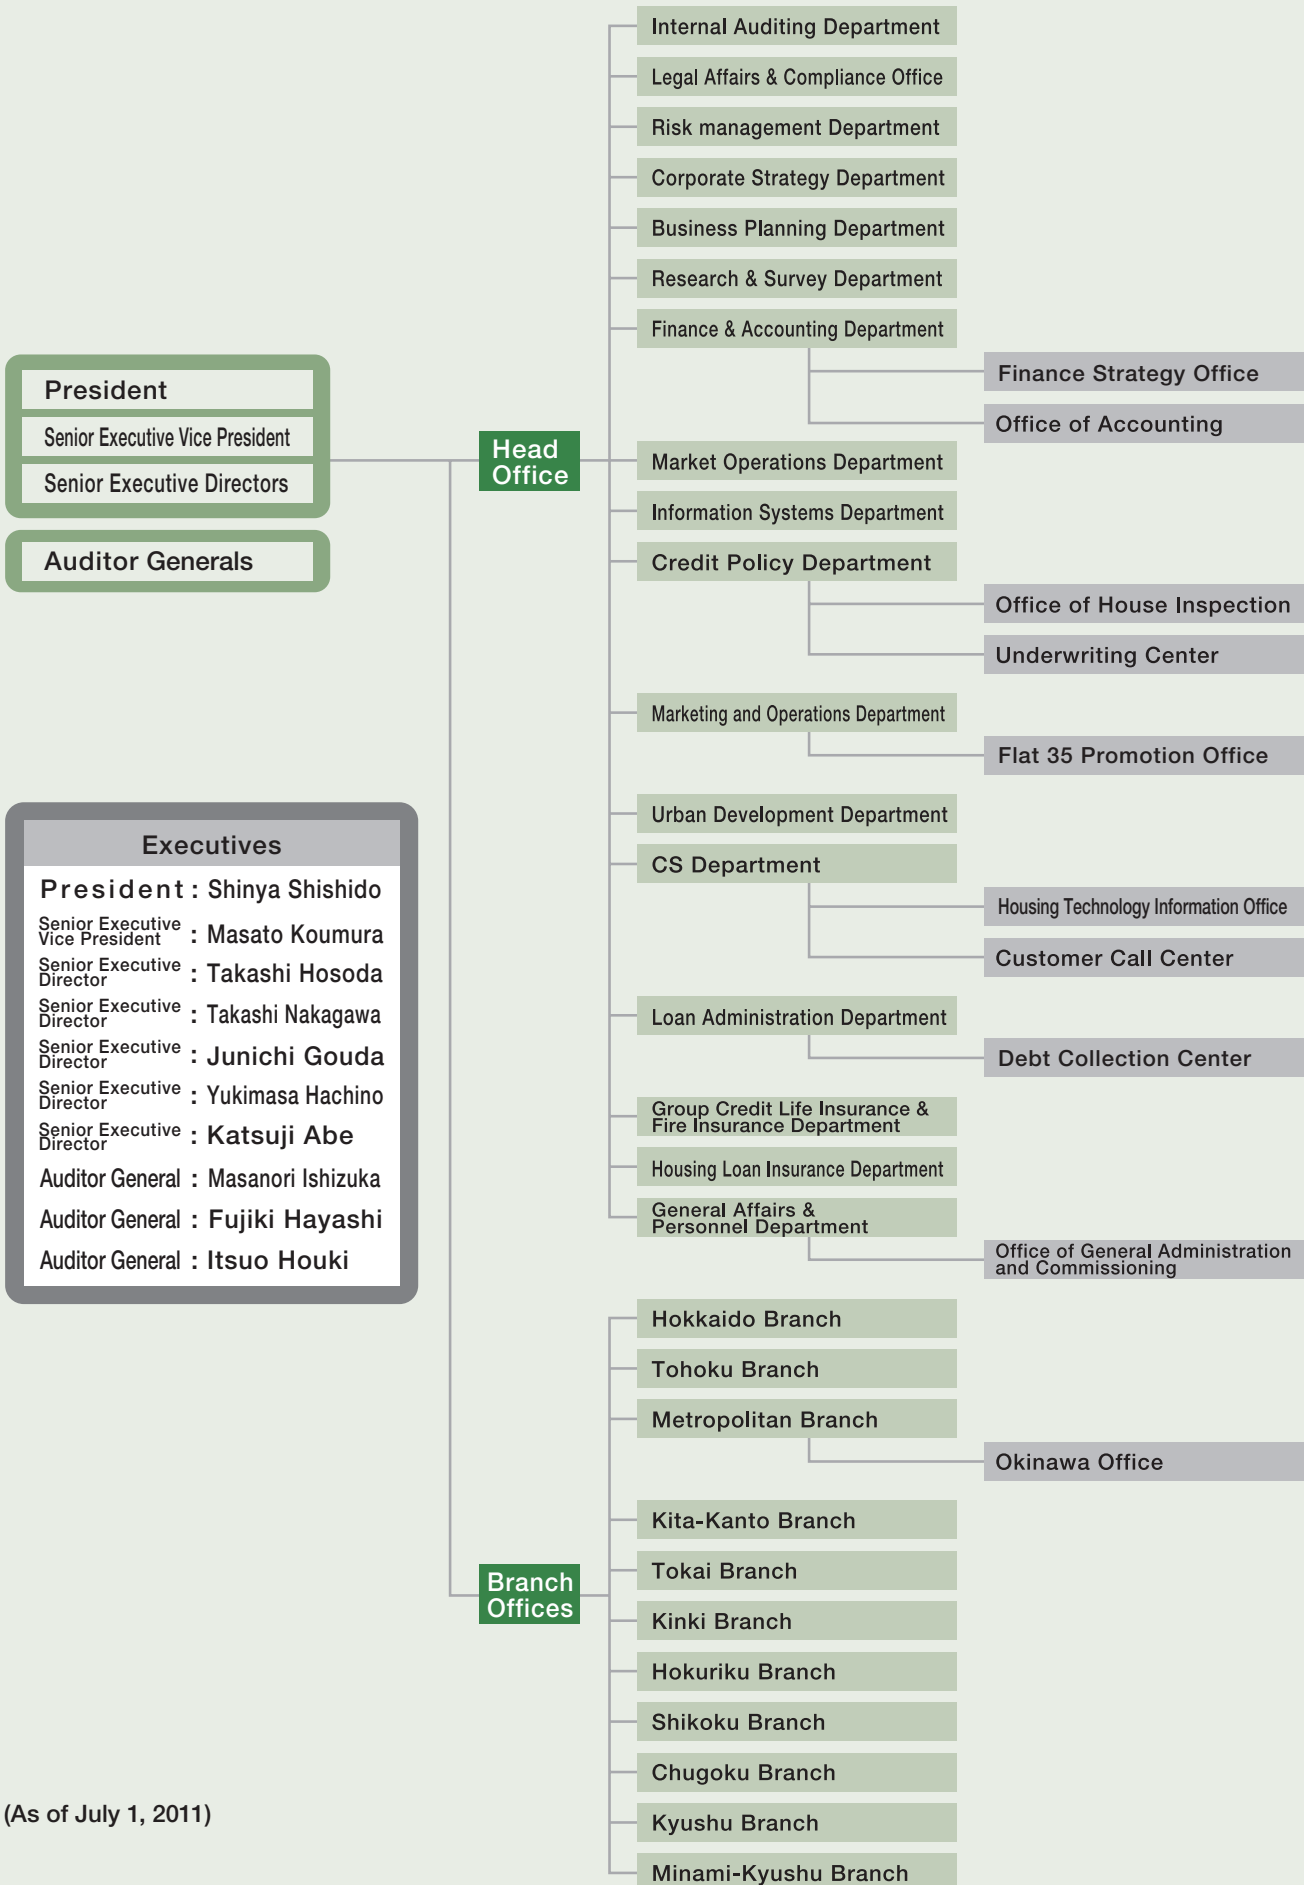 President
Senior Executive Vice President
Senior Executive Directors
Auditor Generals
Head
Office
Internal Auditing Department
Legal Affairs & Compliance Office
Risk management Department
Corporate Strategy Department
Business Planning Department
Research & Survey Department
Finance & Accounting Department
Finance Strategy Office
Office of Accounting
Market Operations Department
Information Systems Department
Credit Policy Department
Office of House Inspection
Underwriting Center
Marketing and Operations Department
Flat 35 Promotion Office
Urban Development Department
CS Department
Housing Technology Information Office
Customer Call Center
Loan Administration Department
Debt Collection Center
Group Credit Life Insurance &
Fire Insurance Department
Housing Loan Insurance Department
General Affairs &
Personnel Department
Office of General Administration
and Commissioning
Branch
Offices
Hokkaido Branch
Tohoku Branch
Metropolitan Branch
Okinawa Office
Kita-Kanto Branch
Tokai Branch
Kinki Branch
Hokuriku Branch
Shikoku Branch
Chugoku Branch
Kyushu Branch
Minami-Kyushu Branch
Executives
President : Shinya Shishido
Senior Executive
Vice President : Masato Koumura
Senior Executive
Director : Takashi Hosoda
Senior Executive
Director : Takashi Nakagawa
Senior Executive
Director : Junichi Gouda
Senior Executive
Director : Yukimasa Hachino
Senior Executive
Director : Katsuji Abe
Auditor General : Masanori Ishizuka
Auditor General : Fujiki Hayashi
Auditor General : Itsuo Houki
(As of July 1, 2011)